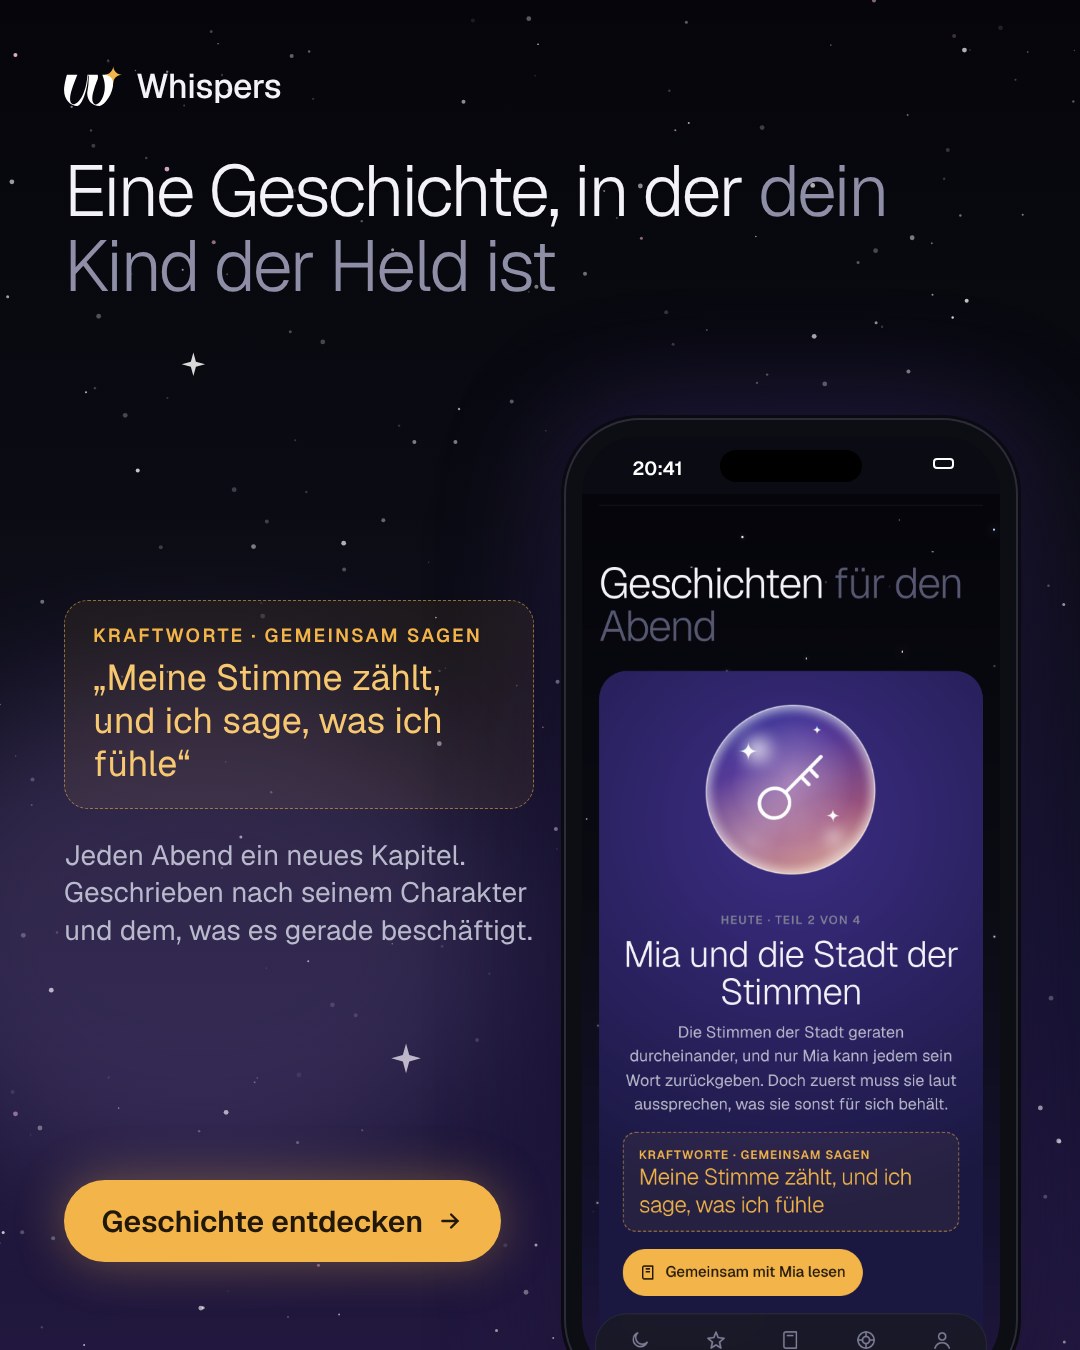 Whispers
Eine Geschichte, in der dein
Kind der Held ist
KRAFTWORTE · GEMEINSAM SAGEN
„Meine Stimme zählt,
und ich sage, was ich
fühle“
Jeden Abend ein neues Kapitel.
Geschrieben nach seinem Charakter
und dem, was es gerade beschäftigt.
Geschichte entdecken →
20:41
Geschichten für den
Abend
HEUTE · TEIL 2 VON 4
Mia und die Stadt der
Stimmen
Die Stimmen der Stadt geraten
durcheinander, und nur Mia kann jedem sein
Wort zurückgeben. Doch zuerst muss sie laut
aussprechen, was sie sonst für sich behält.
KRAFTWORTE · GEMEINSAM SAGEN
Meine Stimme zählt, und ich
sage, was ich fühle
Gemeinsam mit Mia lesen